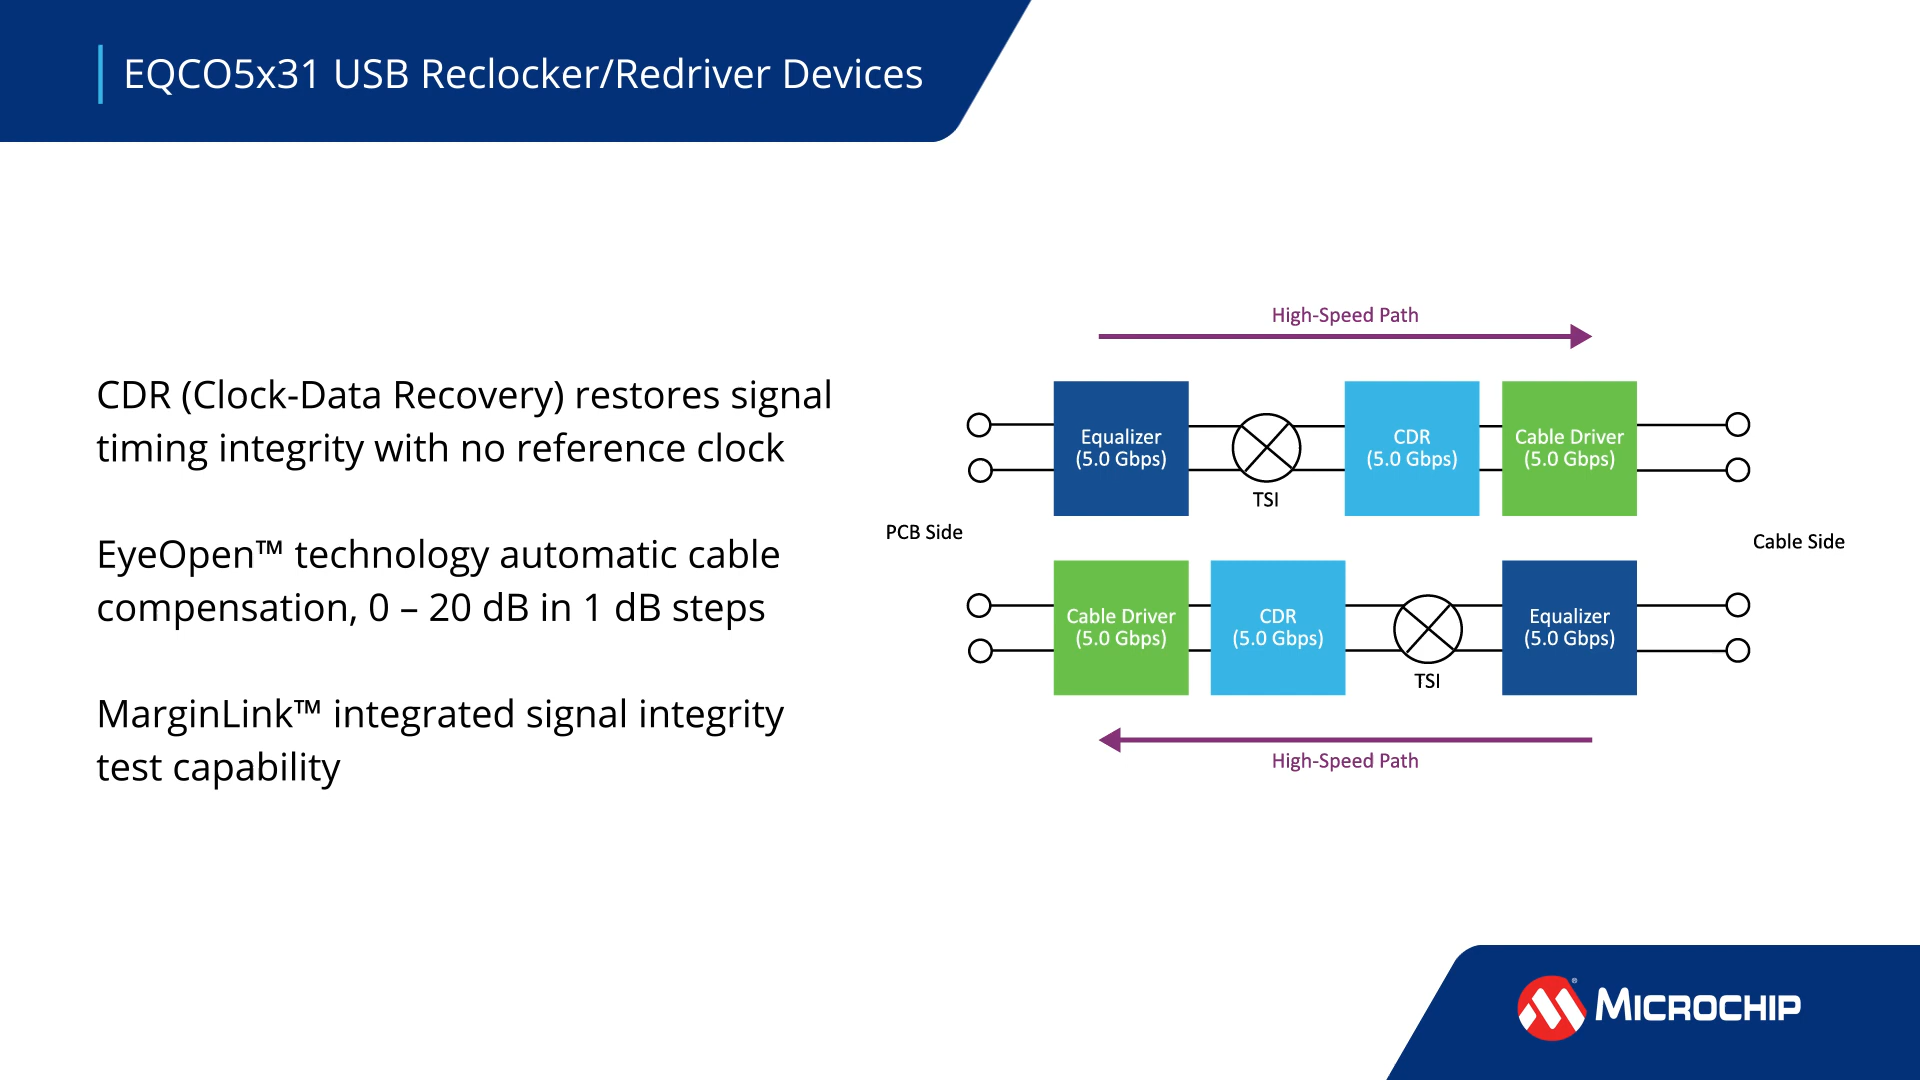 EQCO5x31 USB Reclocker/Redriver Devices
CDR (Clock-Data Recovery) restores signal
timing integrity with no reference clock
EyeOpen™ technology automatic cable
compensation, 0 – 20 dB in 1 dB steps
MarginLink™ integrated signal integrity
test capability
High-Speed Path
Equalizer
(5.0 Gbps)
TSI
CDR
(5.0 Gbps)
Cable Driver
(5.0 Gbps)
PCB Side
Cable Side
Cable Driver
(5.0 Gbps)
CDR
(5.0 Gbps)
TSI
Equalizer
(5.0 Gbps)
High-Speed Path
® MICROCHIP